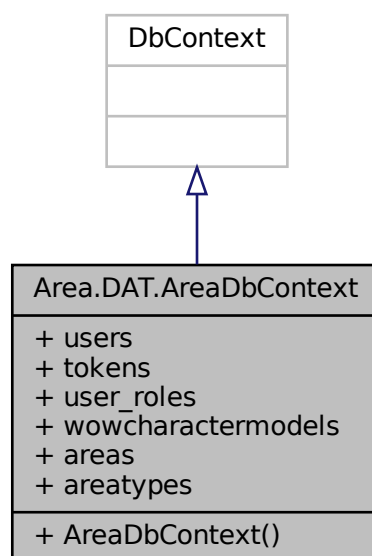 DbContext
Area.DAT.AreaDbContext
+ users
+ tokens
+ user_roles
+ wowcharactermodels
+ areas
+ areatypes
+ AreaDbContext()